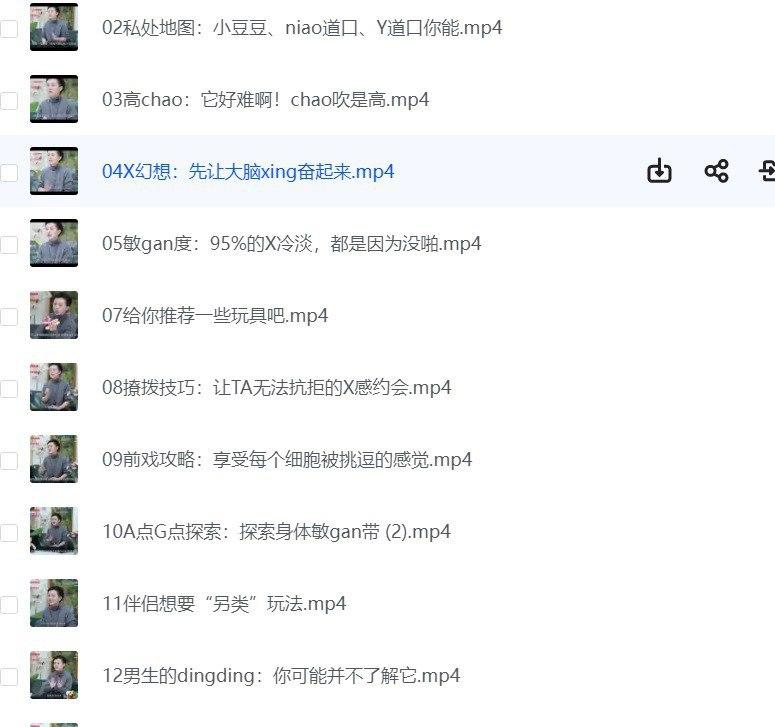 02私处地图：小豆豆、niao道口、Y道口你能.mp4
03高chao：它好难啊！chao吹是高.mp4
04X幻想：先让大脑xing奋起来.mp4
05敏gan度：95%的X冷淡，都是因为没啪.mp4
07给你推荐一些玩具吧.mp4
08撩拨技巧：让TA无法抗拒的X感约会.mp4
09前戏攻略：享受每个细胞被挑逗的感觉.mp4
10A点G点探索：探索身体敏gan带 (2).mp4
11伴侣想要“另类”玩法.mp4
12男生的dingding：你可能并不了解它.mp4